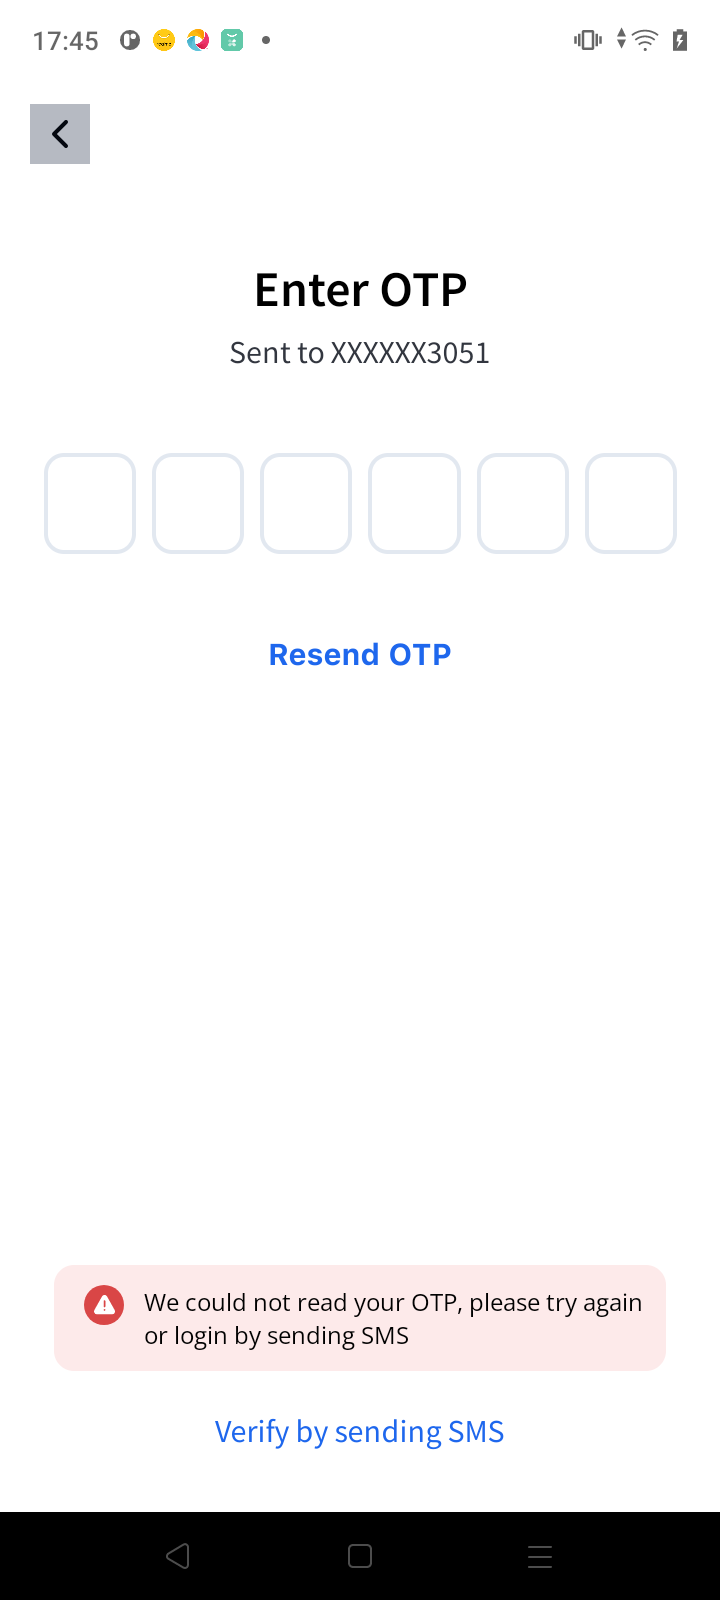 17:45
Enter OTP
Sent to XXXXXX3051
Resend OTP
We could not read your OTP, please try again
or login by sending SMS
Verify by sending SMS